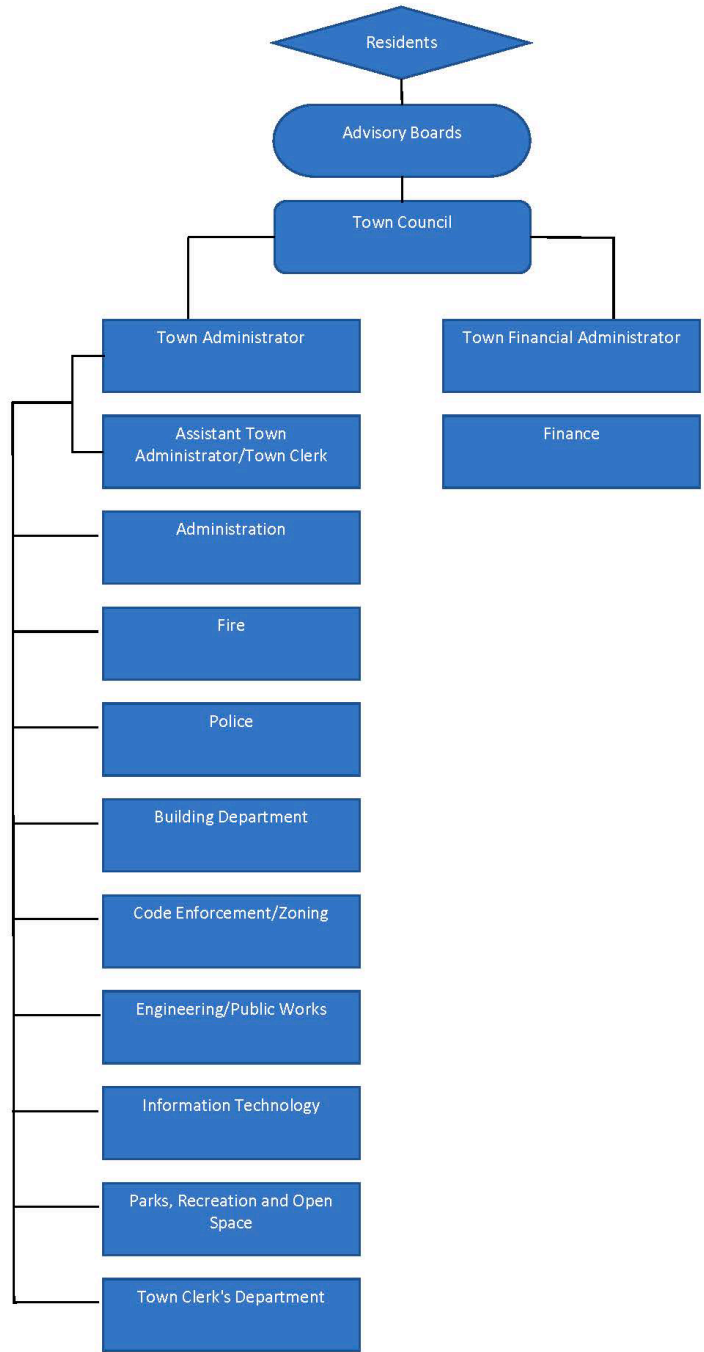 Residents
Advisory Boards
Town Council
Town Administrator
Town Financial Administrator
Assistant Town
Administrator/Town Clerk
Finance
Administration
Fire
Police
Building Department
Code Enforcement/Zoning
Engineering/Public Works
Information Technology
Parks, Recreation and Open
Space
Town Clerk's Department